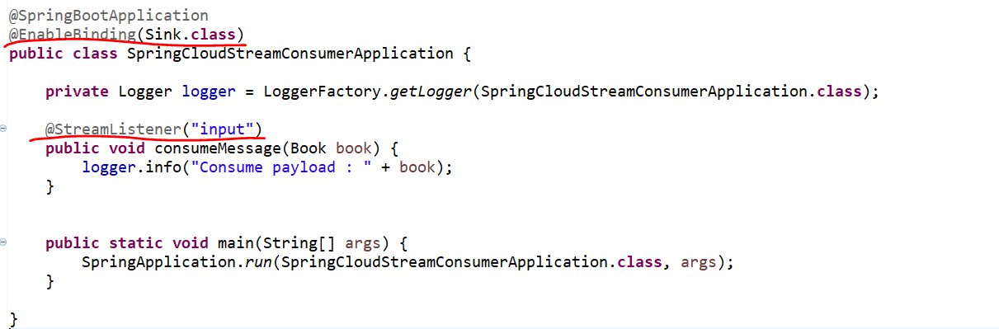 @SpringBootApplication
@EnableBinding(Sink.class)
public class SpringCloudStreamConsumerApplication {
private Logger logger = LoggerFactory.getLogger(SpringCloudStreamConsumerApplication.class);
@StreamListener("input")
public void consumeMessage(Book book) {
logger.info("Consume payload : " + book);
}
public static void main(String[] args) {
SpringApplication.run(SpringCloudStreamConsumerApplication.class, args);
}
}